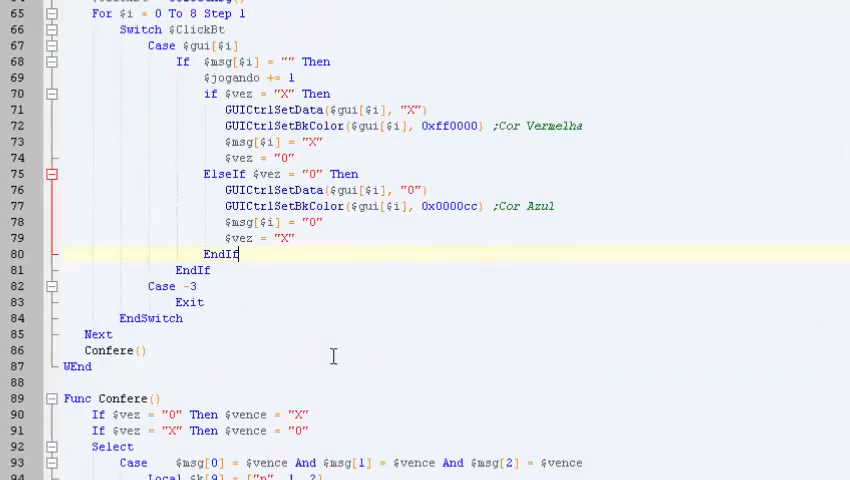 65 For $i = 0 To 8 Step 1
66 Switch $ClickBt
67 Case $gui[$i]
68 If $msg[$i] = "" Then
69 $jogando += 1
70 if $vez = "X" Then
71 GUICtrlSetData($gui[$i], "X")
72 GUICtrlSetBkColor($gui[$i], 0xff0000) ;Cor Vermelha
73 $msg[$i] = "X"
74 $vez = "O"
75 ElseIf $vez = "O" Then
76 GUICtrlSetData($gui[$i], "O")
77 GUICtrlSetBkColor($gui[$i], 0x0000cc) ;Cor Azul
78 $msg[$i] = "O"
79 $vez = "X"
80 EndIf
81 EndIf
82 Case -3
83 Exit
84 EndSwitch
85 Next
86 Confere()
87 WEnd
88
89 Func Confere()
90 If $vez = "O" Then $vence = "X"
91 If $vez = "X" Then $vence = "O"
92 Select
93 Case $msg[0] = $vence And $msg[1] = $vence And $msg[2] = $vence
94 Local $k[9] = ["n", 1, 2]